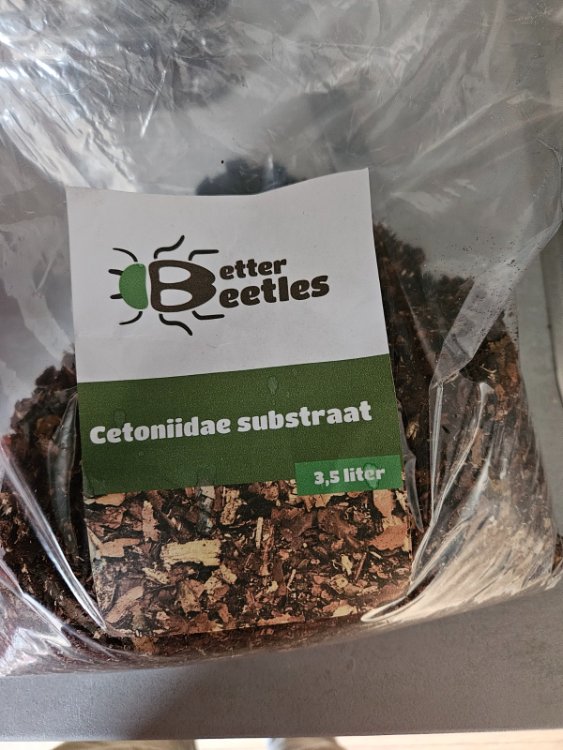 Better
Beetles
Cetoniidae substraat
3,5 liter